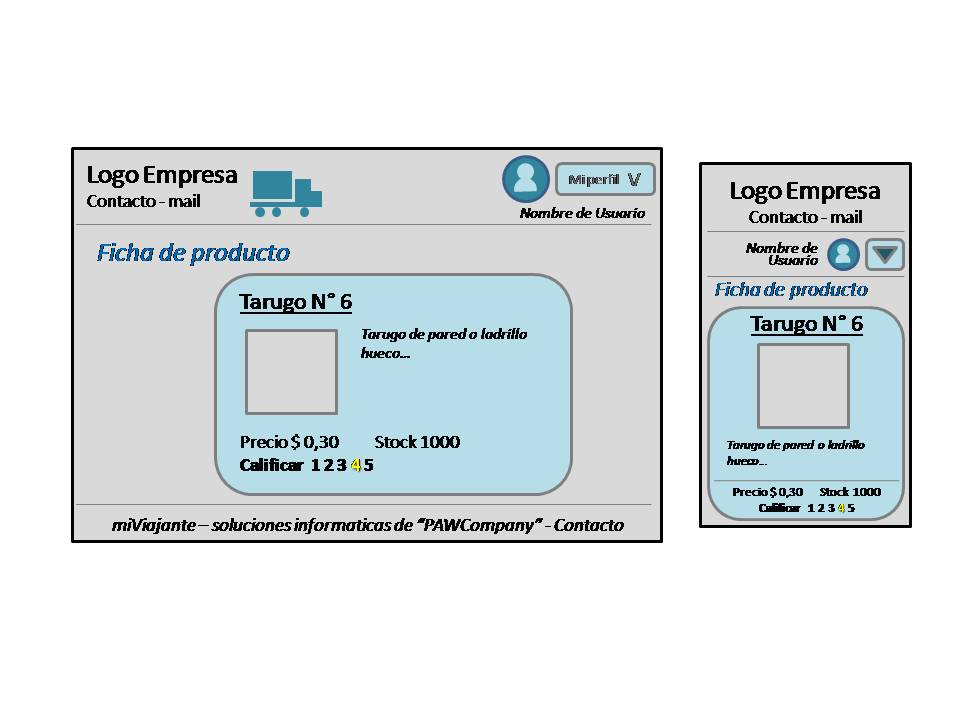 Logo Empresa
Contacto - mail
Mi perfil V
Nombre de Usuario
Ficha de producto
Tarugo N° 6
Tarugo de pared o ladrillo
hueco...
Precio $ 0,30 Stock 1000
Calificar 1 2 3 4 5
miViajante – soluciones informaticas de “PAWCompany” - Contacto
Logo Empresa
Contacto - mail
Nombre de
Usuario
Ficha de producto
Tarugo N° 6
Tarugo de pared o ladrillo
hueco...
Precio $ 0,30 Stock 1000
Calificar 1 2 3 4 5